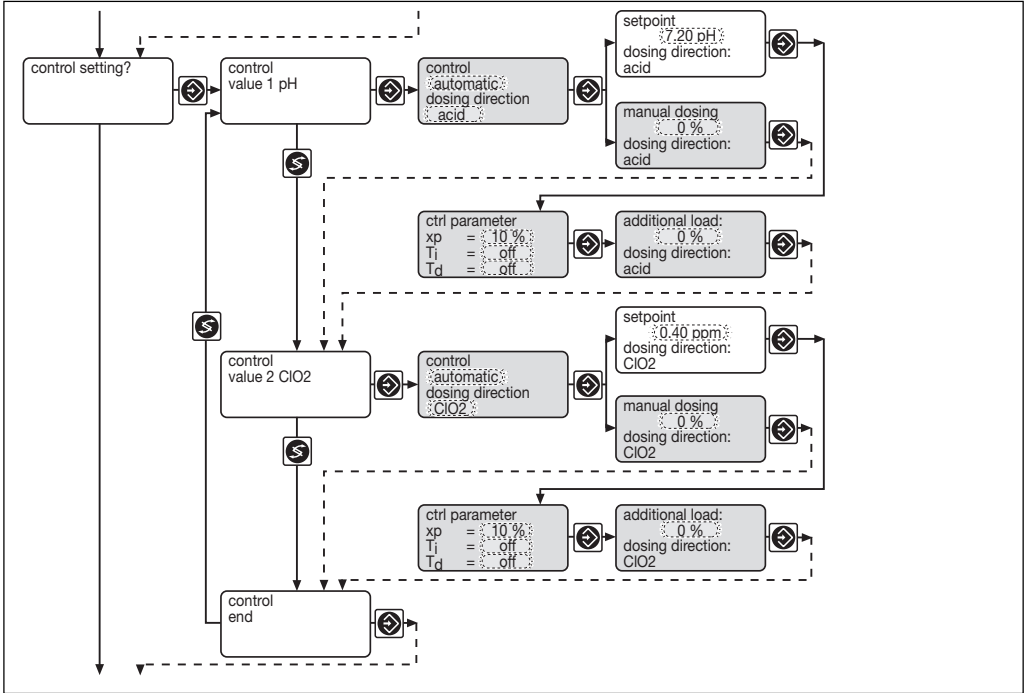 control setting?
control
value 1 pH
control
automatic
dosing direction
acid
setpoint
7.20 pH
dosing direction:
acid
manual dosing
0 %
dosing direction:
acid
ctrl parameter
xp = 10 %
Ti = off
Td = off
additional load:
0 %
dosing direction:
acid
control
value 2 ClO2
control
automatic
dosing direction
ClO2
setpoint
0.40 ppm
dosing direction:
ClO2
manual dosing
0 %
dosing direction:
ClO2
ctrl parameter
xp = 10 %
Ti = off
Td = off
additional load:
0 %
dosing direction:
ClO2
control
end